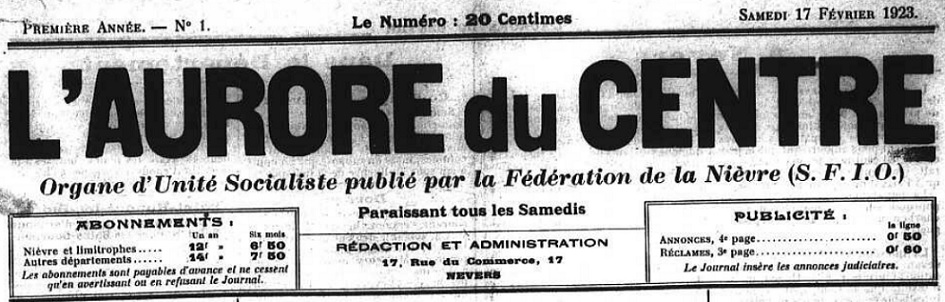 PREMIÈRE ANNÉE. — N° 1.
Le Numéro : 20 Centimes
SAMEDI 17 FÉVRIER 1923.
L'AURORE du CENTRE
Organe d'Unité Socialiste publié par la Fédération de la Nièvre (S. F. I. O.)
ABONNEMENTS :
Un an Six mois
Nièvre et limitrophes..... 12f » 6f 50
Autres départements...... 14f » 7f 50
Les abonnements sont payables d'avance et ne cessent
qu'en avertissant ou en refusant le Journal.
Paraissant tous les Samedis
RÉDACTION ET ADMINISTRATION
17, Rue du Commerce, 17
NEVERS
PUBLICITÉ :
la ligne
ANNONCES, 4e page.................... 0f 50
RÉCLAMES, 3e page.................... 0f 60
Le Journal insère les annonces judiciaires.